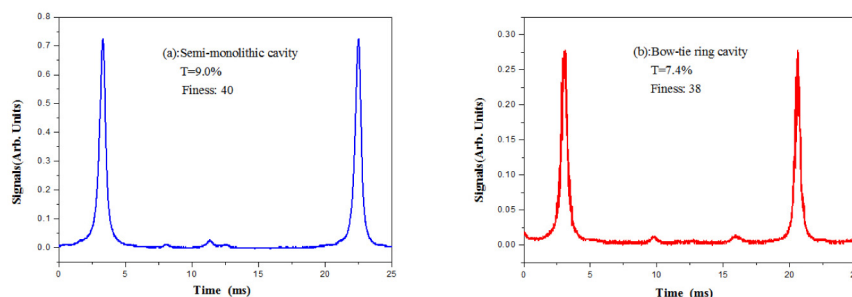 (a):Semi-monolithic cavity
T=9.0%
Finess: 40
Signals(Arb. Units)
0.8
0.7
0.6
0.5
0.4
0.3
0.2
0.1
0.0
0 5 10 15 20 25
Time (ms)
(b):Bow-tie ring cavity
T=7.4%
Finess: 38
Signals(Arb. Units)
0.30
0.25
0.20
0.15
0.10
0.05
0.00
0 5 10 15 20 25
Time (ms)